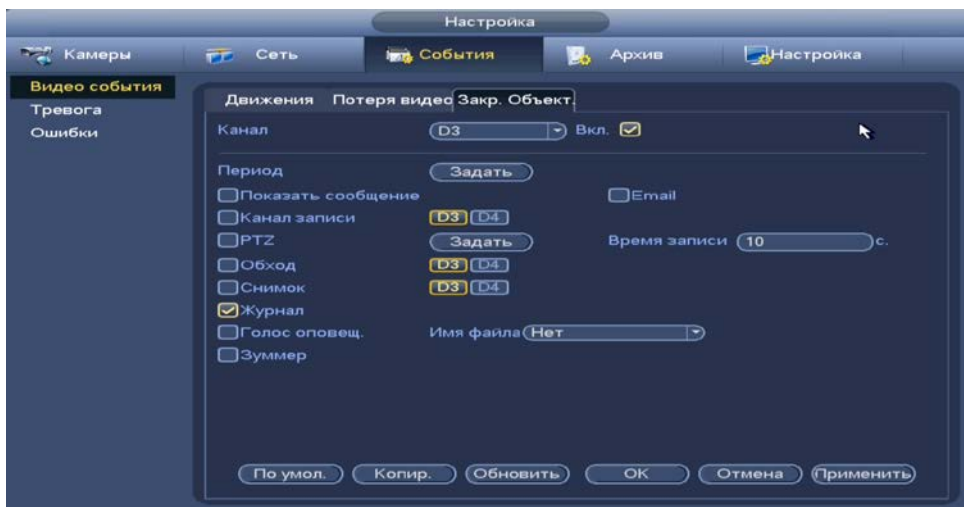 Настройка
Камеры Сеть События Архив Настройка
Видео события
Тревога
Ошибки
Движения Потеря видео Закр. Объект.
Канал D3 Вкл.
Период Задать
Показать сообщение Email
Канал записи D3 D4
PTZ Задать Время записи 10 с.
Обход D3 D4
Снимок D3 D4
Журнал
Голос оповещ. Имя файла Нет
Зуммер
По умол. Копир. Обновить OK Отмена Применить